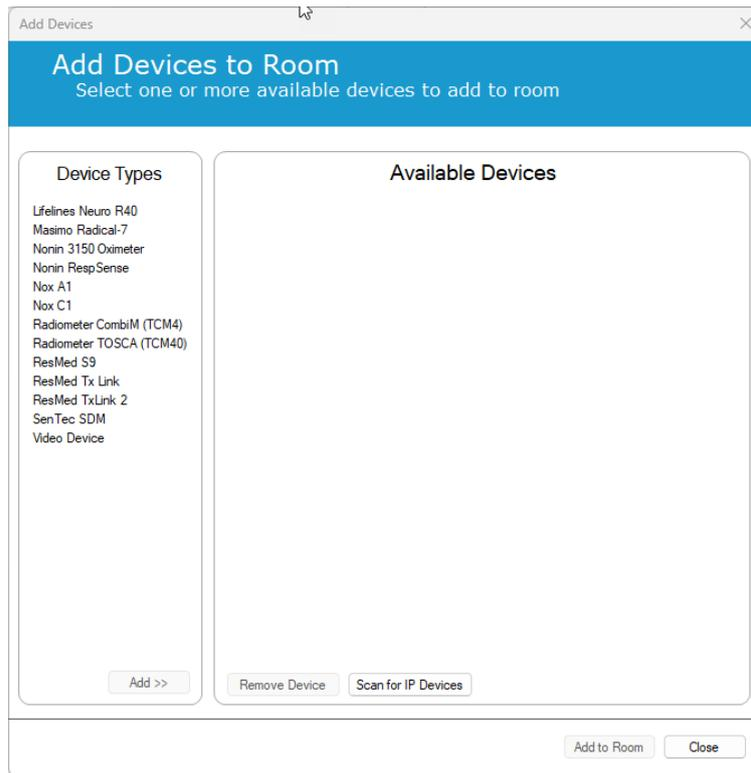 Add Devices
Add Devices to Room
Select one or more available devices to add to room
Device Types
Lifelines Neuro R40
Masimo Radical-7
Nonin 3150 Oximeter
Nonin RespSense
Nox A1
Nox C1
Radiometer CombiM (TCM4)
Radiometer TOSCA (TCM40)
ResMed S9
ResMed Tx Link
ResMed TxLink 2
SenTec SDM
Video Device
Add >>
Available Devices
Remove Device
Scan for IP Devices
Add to Room
Close